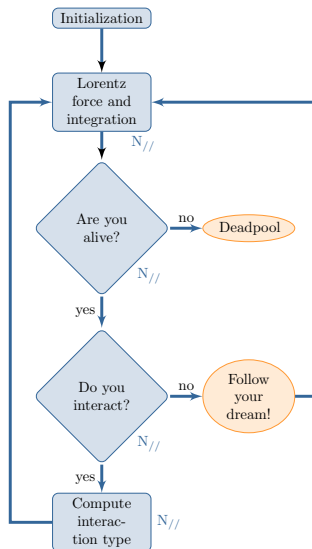 Initialization
Lorentz
force and
integration
N//
Are you
alive?
no
Deadpool
N//
yes
Do you
interact?
no
Follow
your
dream!
N//
yes
Compute
interac-
tion type
N//